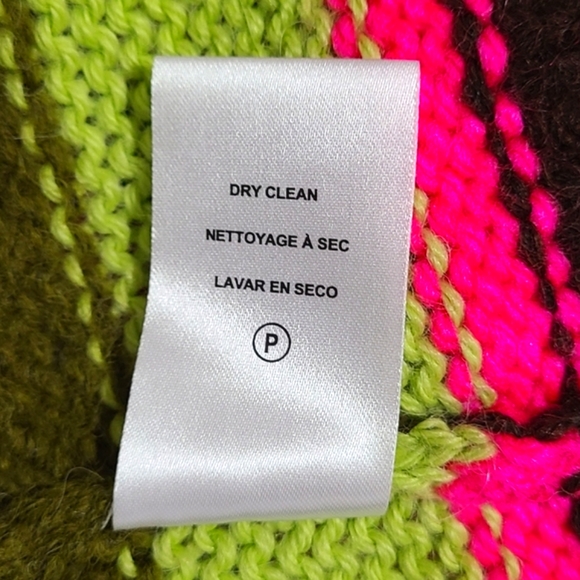 DRY CLEAN
NETTOYAGE À SEC
LAVAR EN SECO
P